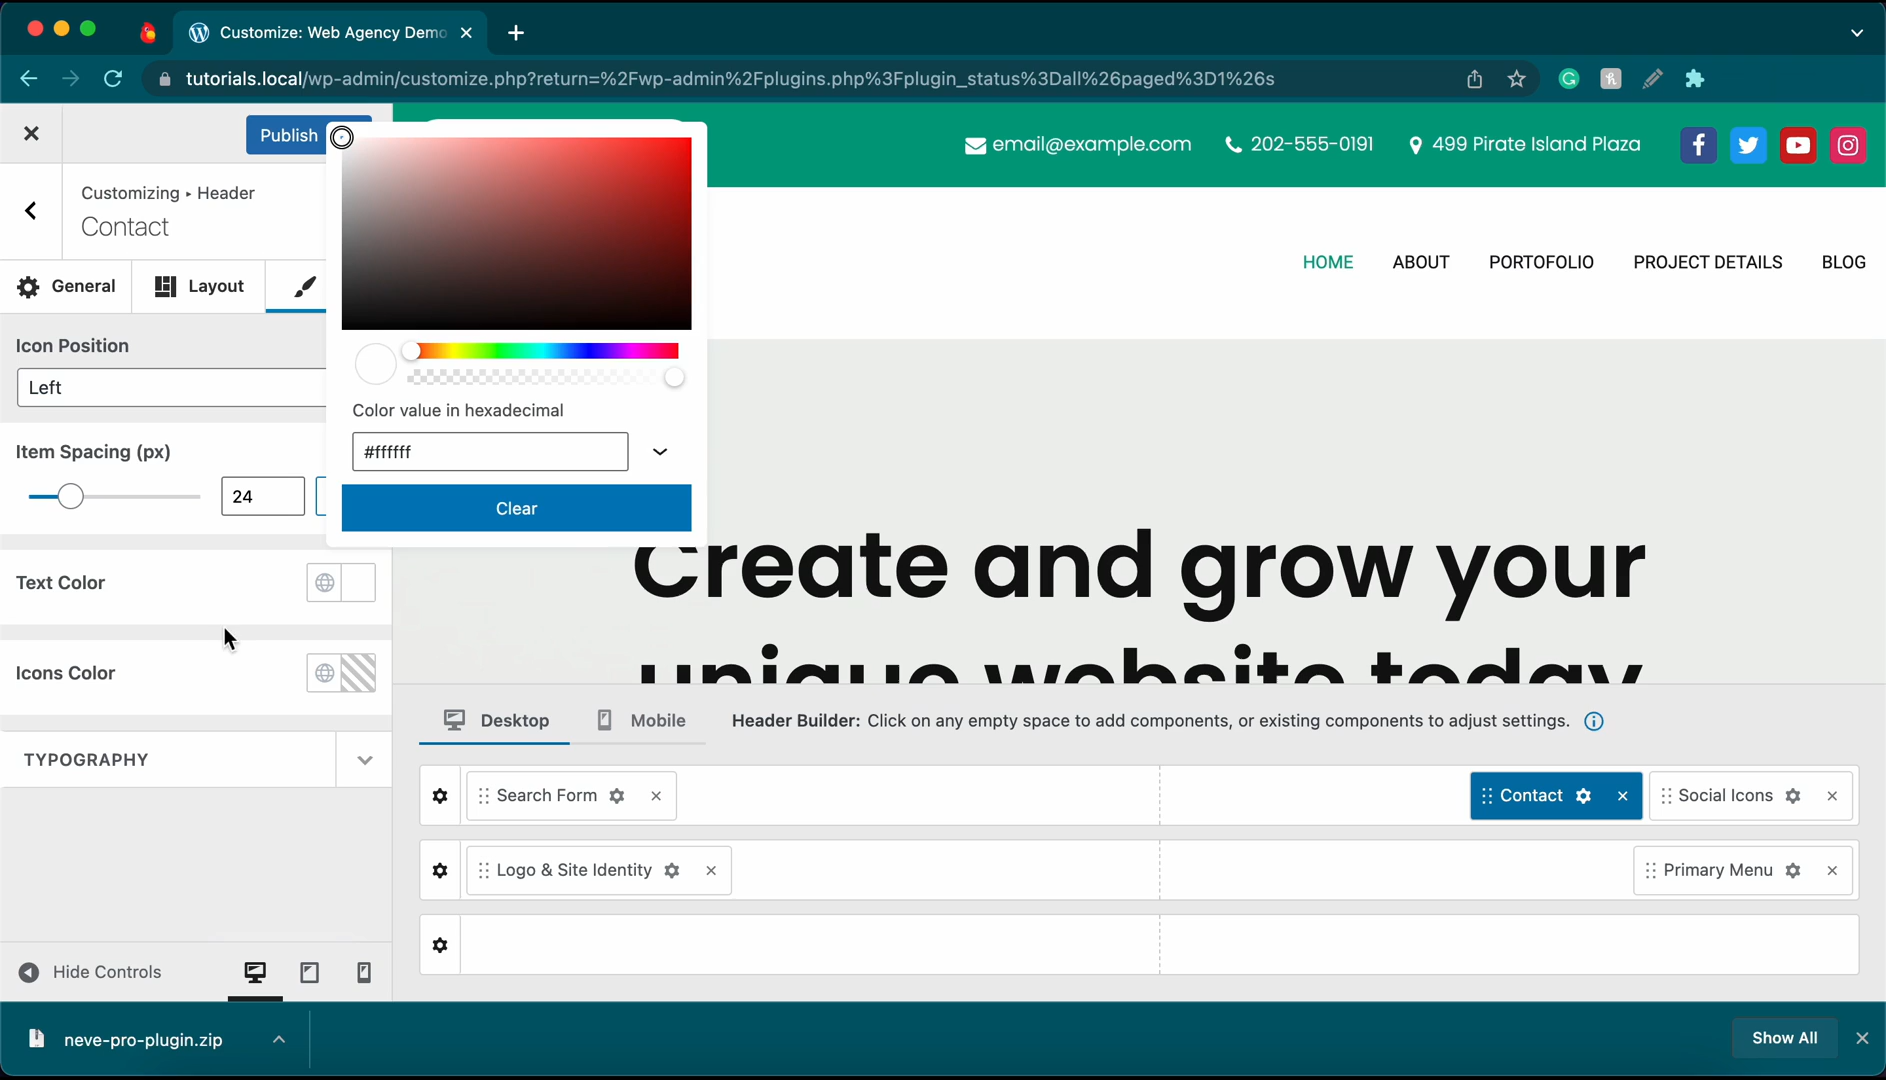 Customize: Web Agency Demo
tutorials.local/wp-admin/customize.php?return=%2Fwp-admin%2Fplugins.php%3Fplugin_status%3Dall%26paged%3D1%26s
Publish
Customizing ▸ Header
Contact
General
Layout
Icon Position
Left
Item Spacing (px)
24
Color value in hexadecimal
#ffffff
Clear
Text Color
Icons Color
TYPOGRAPHY
Hide Controls
email@example.com
202-555-0191
499 Pirate Island Plaza
HOME ABOUT PORTOFOLIO PROJECT DETAILS BLOG
Create and grow your
unique website today
Desktop
Mobile
Header Builder: Click on any empty space to add components, or existing components to adjust settings.
Search Form
Contact
Social Icons
Logo & Site Identity
Primary Menu
neve-pro-plugin.zip
Show All